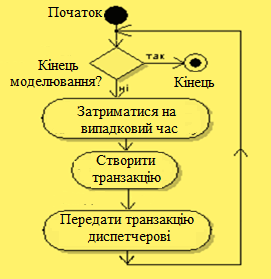 Початок
так
Кінець
моделювання?
Кінець
ні
Затриматися на
випадковий час
Створити
транзакцію
Передати транзакцію
диспетчерові